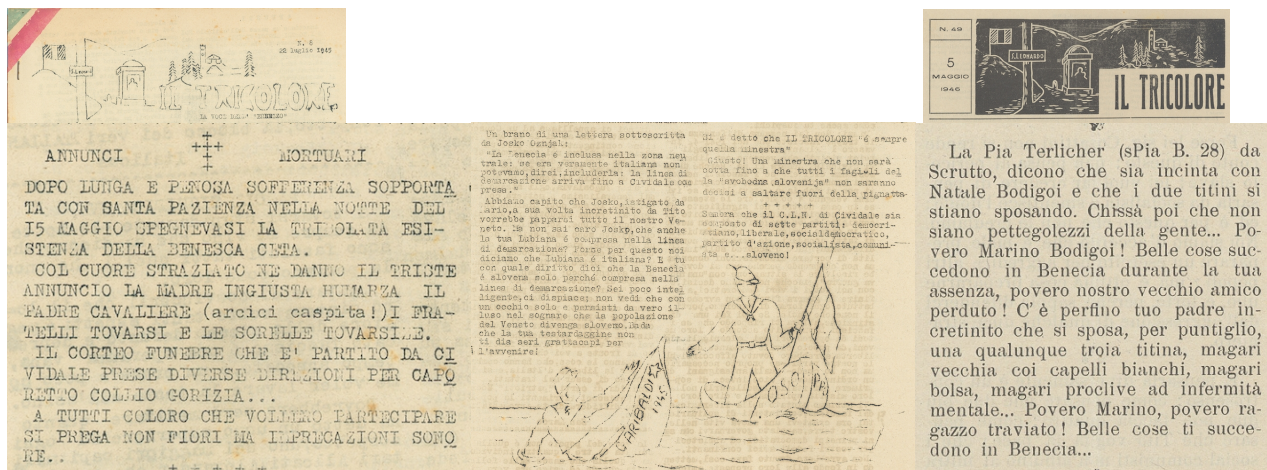 N. 8
22 luglio 1945
S. Leonardo
IL TRICOLORE
LA VOCE DELL' "BENECIA"
ANNUNCI MORTUARI
DOPO LUNGA E PENOSA SOFFERENZA SOPPORTA
TA CON SANTA PAZIENZA NELLA NOTTE DEL
I5 MAGGIO SPEGNEVASI LA TRIBOLATA ESI-
STENZA DELLA BENESCA CETA.
COL CUORE STRAZIATO NE DANNO IL TRISTE
ANNUNCIO LA MADRE INGIUSTA HUMARZA IL
PADRE CAVALIERE (arcici caspita!)I FRA-
TELLI TOVARSI E LE SORELLE TOVARSIZE.
IL CORTEO FUNEBRE CHE E' PARTITO DA CI
VIDALE PRESE DIVERSE DIREZIONI PER CAPO
RETTO COLLIO GORIZIA...
A TUTTI COLORO CHE VOLLERO PARTECIPARE
SI PREGA NON FIORI MA IMPRECAZIONI SONO
RE..
Un brano di una lettera sottoscritta
da Josko Ognjal:
"In Benecia è inclusa nella zona neu
trale: se era veramente italiana non
potevamo, direi, includerla: la linea di
demarcazione arriva fino a Cividale com
presa."
Abbiamo capito che Josko, istigato da
Mario, a sua volta incretinito da Tito
vorrebbe papparsi tutto il nostro Ve-
neto. Ma non sai caro Josko, che anche
la tua Lubiana è compresa nella linea
di demarcazione? Forse per questo noi
diciamo che Lubiana è italiana? E tu
con quale diritto dici che la Benecia
è slovena solo perché compresa nella
linea di demarcazione? Sei poco intel
ligente, ci dispiace: non vedi che con
un occhio solo e permisti da vero il-
luso nel sognare che la popolazione
del Veneto divenga sloveno. Bada
che la tua testardaggine non
ti dia seri grattacapi per
l'avvenire!
GARIBALDI
1945
Mi è detto che IL TRICOLORE "è sempre
quella minestra"
Giusto! Una minestra che non sarà
cotta fino a che tutti i fagiuoli del
la "svobodna slovenija" non saranno
decisi a saltare fuori della pignatta
+ + + + +
Sembra che il C.L.N. di Cividale sia
composto di sette partiti: democri-
stiano, liberale, socialdemocratico,
partito d'azione, socialista, comuni-
sta e...sloveno!
OSOPPE
N. 49
5
MAGGIO
1946
S. LEONARDO
IL TRICOLORE
La Pia Terlicher (sPia B. 28) da
Scrutto, dicono che sia incinta con
Natale Bodigoi e che i due titini si
stiano sposando. Chissà poi che non
siano pettegolezzi della gente... Po-
vero Marino Bodigoi! Belle cose suc-
cedono in Benecia durante la tua
assenza, povero nostro vecchio amico
perduto! C'è perfino tuo padre in-
cretinito che si sposa, per puntiglio,
una qualunque troia titina, magari
vecchia coi capelli bianchi, magari
bolsa, magari proclive ad infermità
mentale... Povero Marino, povero ra-
gazzo traviato! Belle cose ti succe-
dono in Benecia...